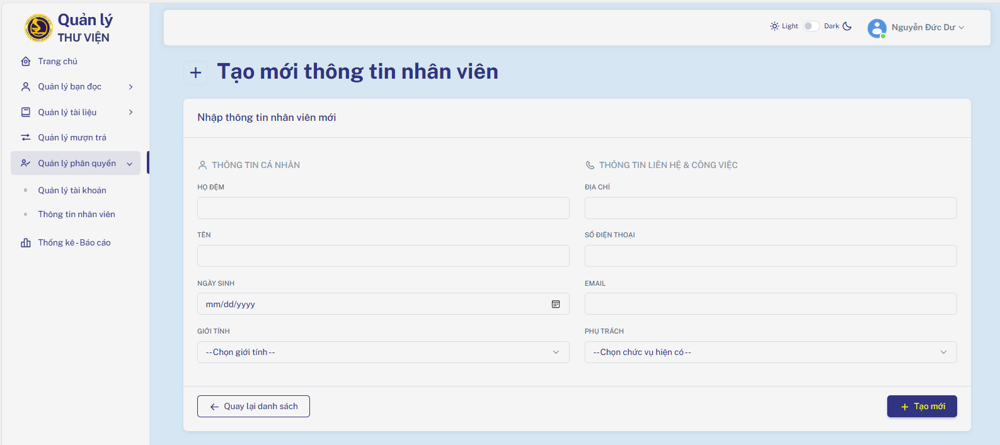 Quản lý
THƯ VIỆN
Trang chủ
Quản lý bạn đọc
Quản lý tài liệu
Quản lý mượn trả
Quản lý phân quyền
Quản lý tài khoản
Thông tin nhân viên
Thống kê - Báo cáo
Light Dark Nguyễn Đức Dư
Tạo mới thông tin nhân viên
Nhập thông tin nhân viên mới
THÔNG TIN CÁ NHÂN
HỌ ĐỆM
TÊN
NGÀY SINH
mm/dd/yyyy
GIỚI TÍNH
--Chọn giới tính--
THÔNG TIN LIÊN HỆ & CÔNG VIỆC
ĐỊA CHỈ
SỐ ĐIỆN THOẠI
EMAIL
PHỤ TRÁCH
--Chọn chức vụ hiện có--
Quay lại danh sách
Tạo mới